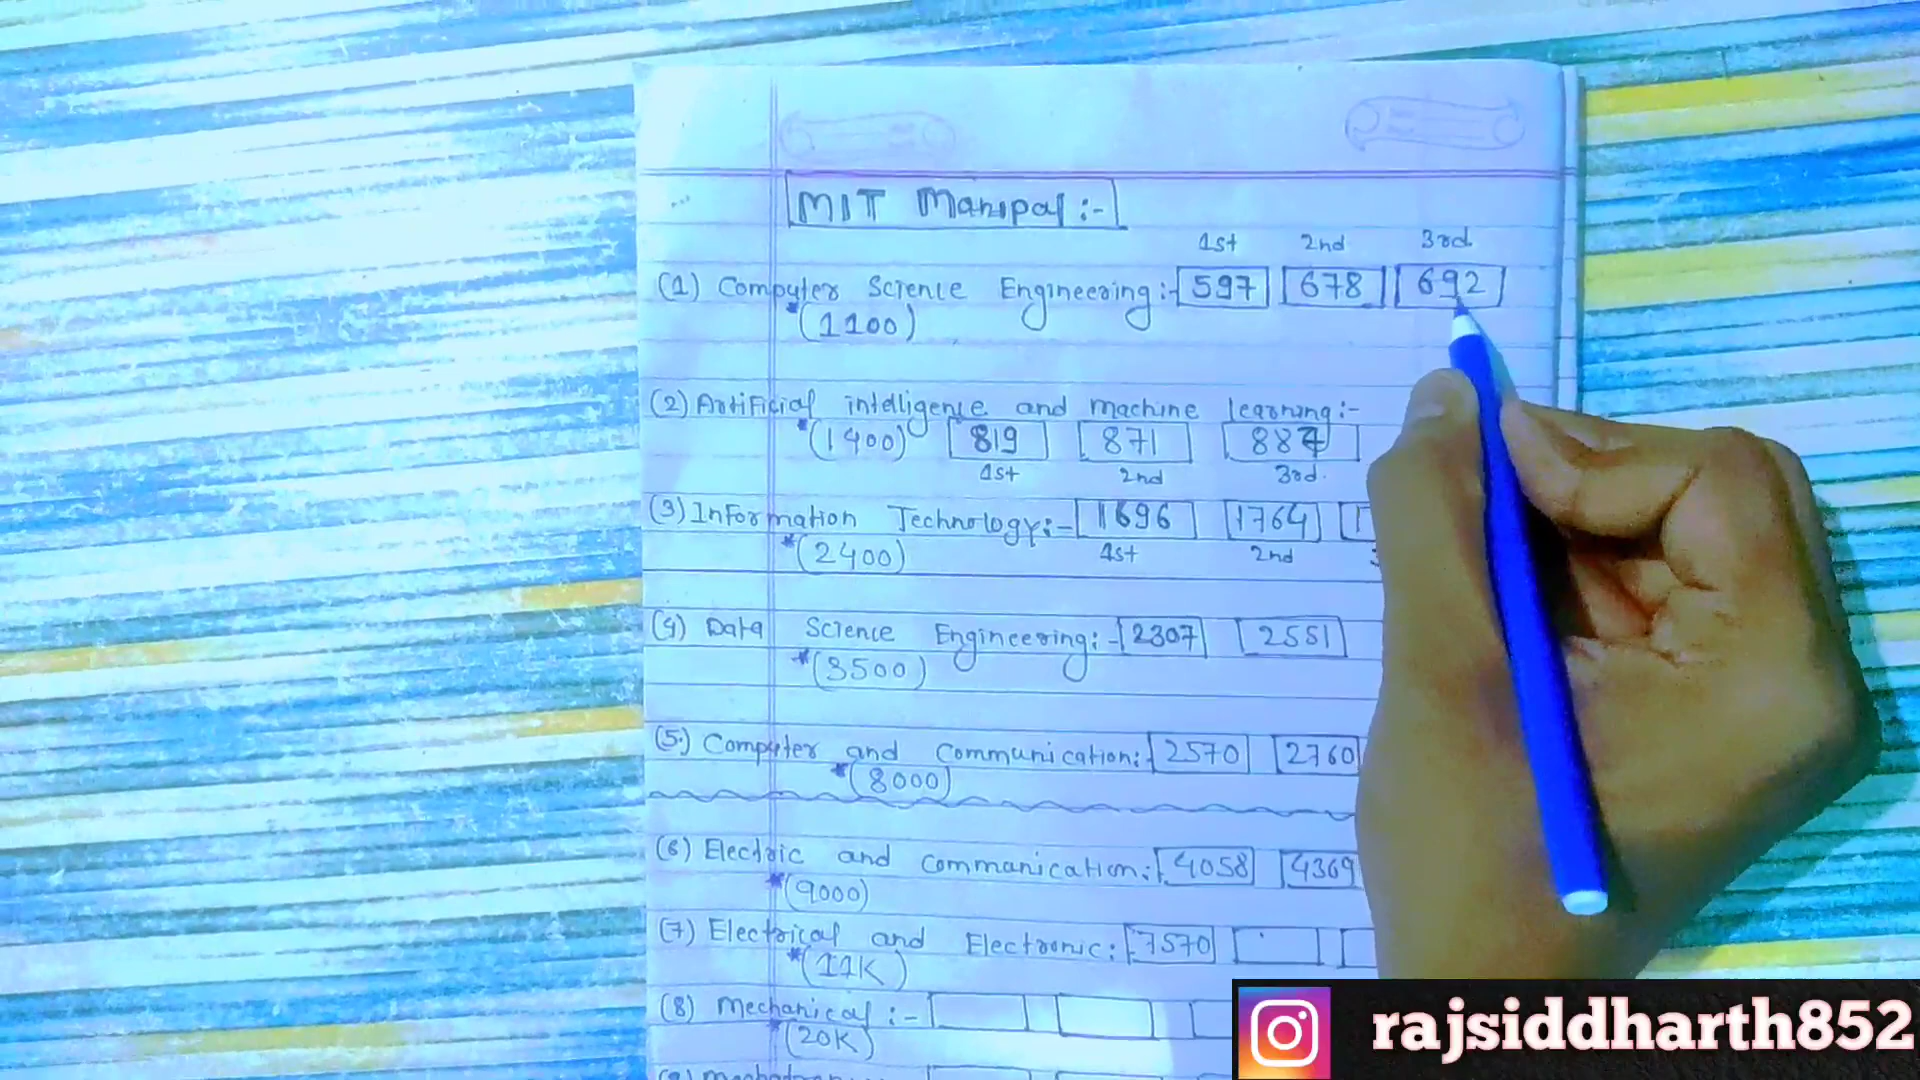 MIT Manipal :-
1st 2nd 3rd
(1) Computer Science Engineering :- 597 678 692
*(1100)
(2) Artificial intelligence and machine learning :-
*(1400) 819 871 884
1st 2nd 3rd
(3) Information Technology :- 1696 1764
*(2400) 1st 2nd
(4) Data Science Engineering :- 2307 2551
*(3500)
(5.) Computer and Communication :- 2570 2760
*(8000)
(6) Electric and communication :- 4058 4369
*(9000)
(7) Electrical and Electronic : 7570
*(11K)
(8) Mechanical :-
*(20K)
rajsiddharth852